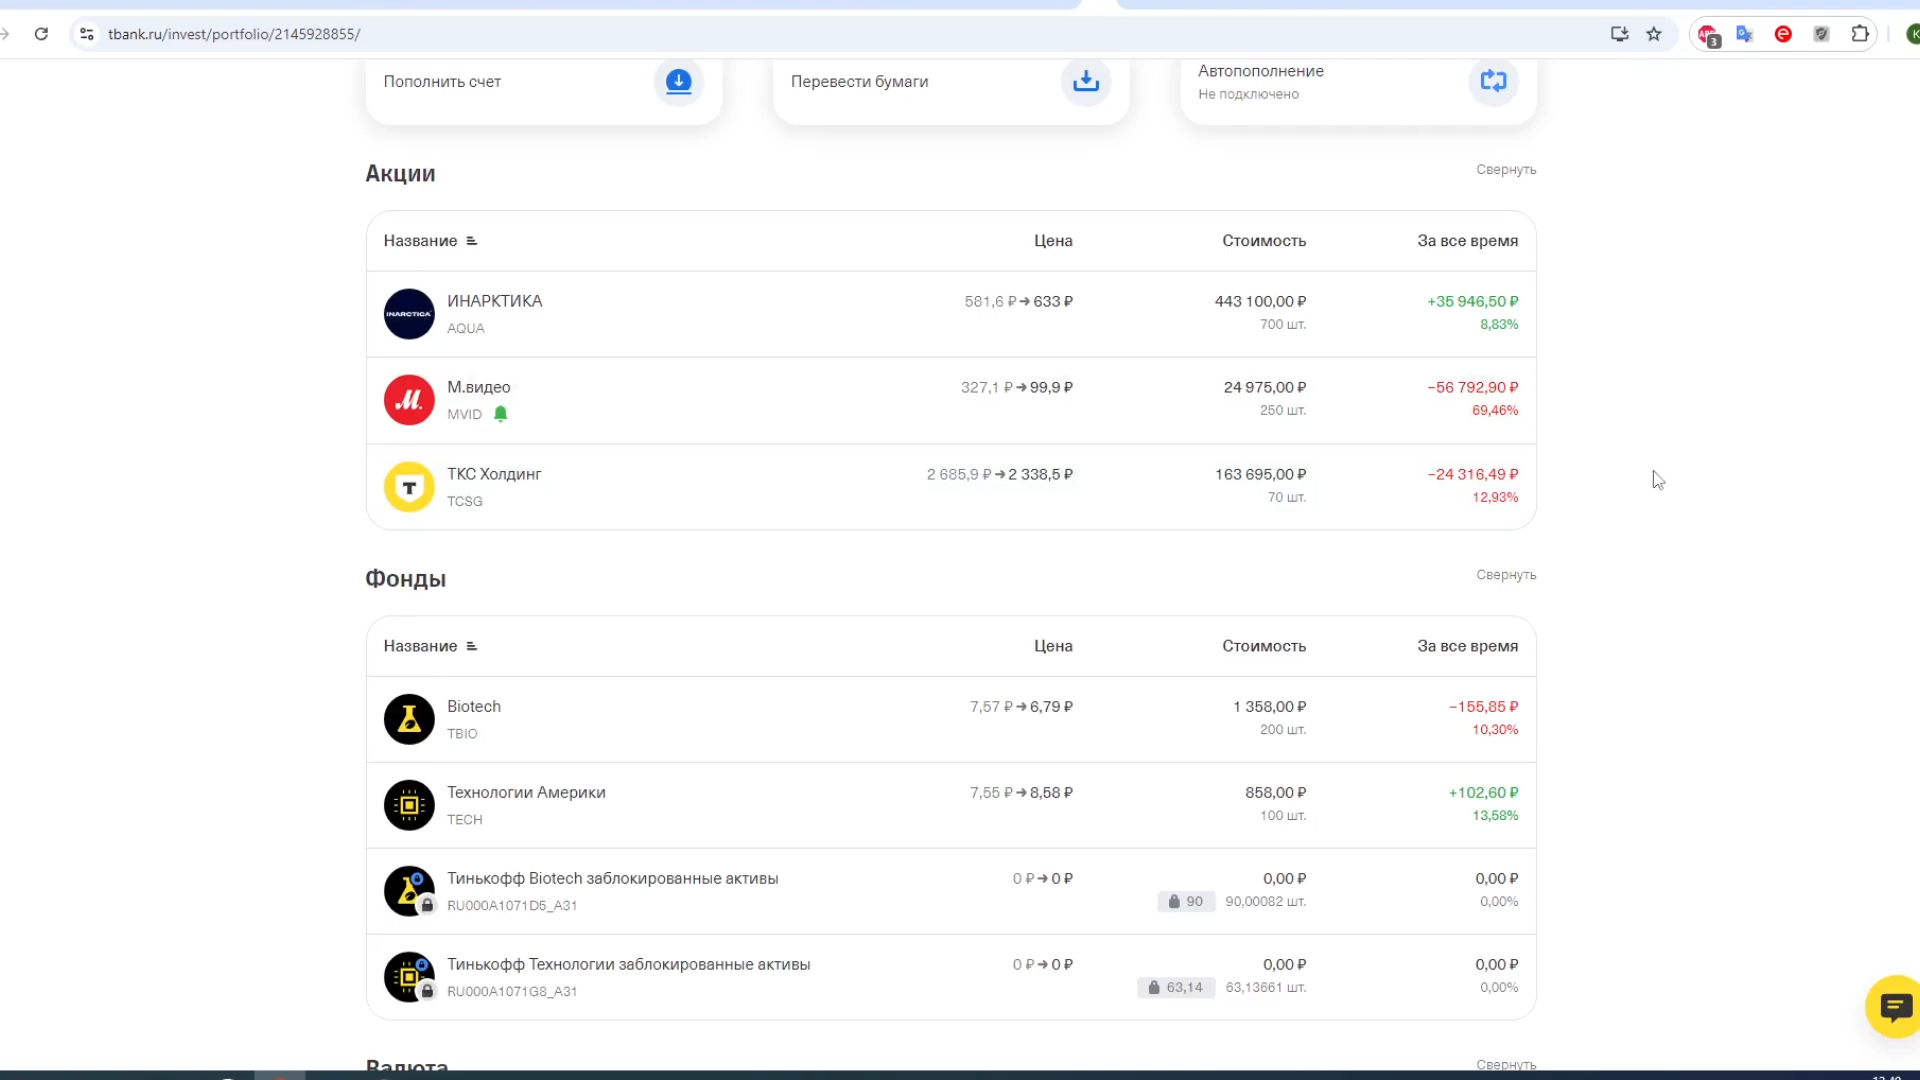 tbank.ru/invest/portfolio/2145928855/
3
Пополнить счет
Перевести бумаги
Автопополнение
Не подключено
Акции
Свернуть
Название Цена Стоимость За все время
INARCTICA ИНАРКТИКА 581,6 ₽ → 633 ₽ 443 100,00 ₽ +35 946,50 ₽
AQUA 700 шт. 8,83%
М.видео 327,1 ₽ → 99,9 ₽ 24 975,00 ₽ −56 792,90 ₽
MVID 250 шт. 69,46%
ТКС Холдинг 2 685,9 ₽ → 2 338,5 ₽ 163 695,00 ₽ −24 316,49 ₽
TCSG 70 шт. 12,93%
Фонды
Свернуть
Название Цена Стоимость За все время
Biotech 7,57 ₽ → 6,79 ₽ 1 358,00 ₽ −155,85 ₽
TBIO 200 шт. 10,30%
Технологии Америки 7,55 ₽ → 8,58 ₽ 858,00 ₽ +102,60 ₽
TECH 100 шт. 13,58%
Тинькофф Biotech заблокированные активы 0 ₽ → 0 ₽ 0,00 ₽ 0,00 ₽
RU000A1071D5_A31 90 90,00082 шт. 0,00%
Тинькофф Технологии заблокированные активы 0 ₽ → 0 ₽ 0,00 ₽ 0,00 ₽
RU000A1071G8_A31 63,14 63,13661 шт. 0,00%
Валюта
Свернуть